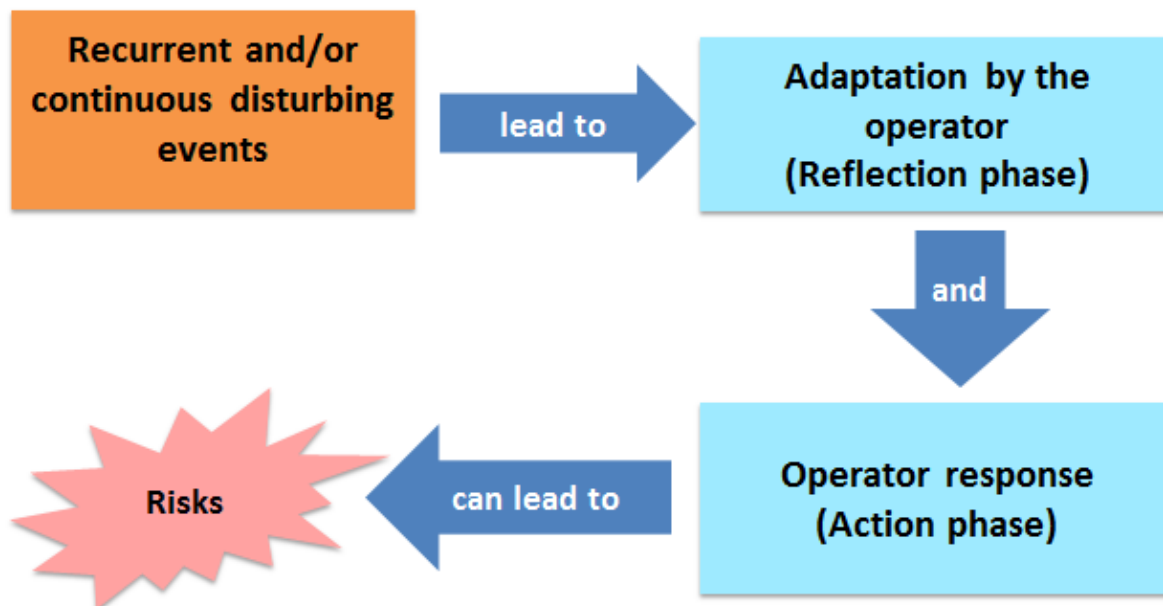 Recurrent and/or
continuous disturbing
events
lead to
Adaptation by the
operator
(Reflection phase)
and
Operator response
(Action phase)
can lead to
Risks